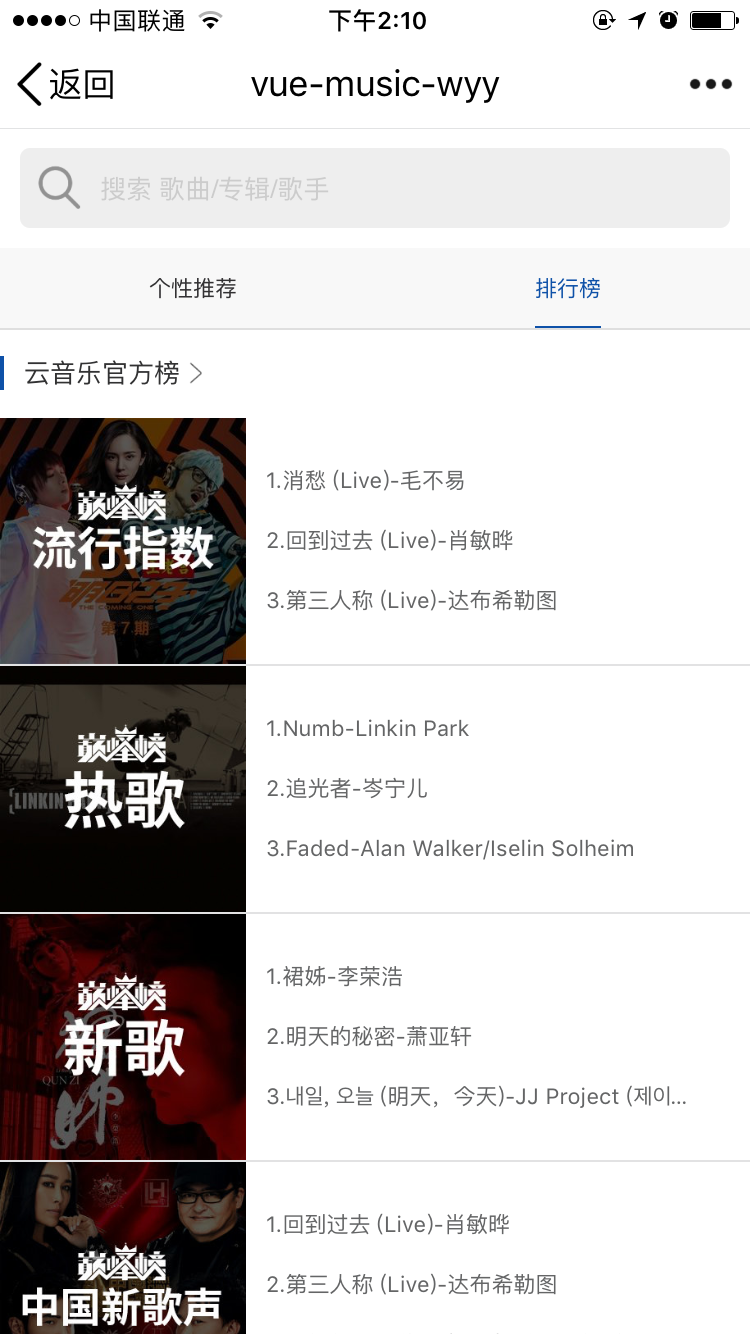 中国联通
下午2:10
返回
vue-music-wyy
搜索 歌曲/专辑/歌手
个性推荐
排行榜
云音乐官方榜
巅峰榜
流行指数
THE COMING ONE
第7期
1.消愁 (Live)-毛不易
2.回到过去 (Live)-肖敏晔
3.第三人称 (Live)-达布希勒图
巅峰榜
热歌
LINKIN
1.Numb-Linkin Park
2.追光者-岑宁儿
3.Faded-Alan Walker/Iselin Solheim
巅峰榜
新歌
QUN ZI
1.裙姊-李荣浩
2.明天的秘密-萧亚轩
3.내일, 오늘 (明天，今天)-JJ Project (제이...
巅峰榜
中国新歌声
1.回到过去 (Live)-肖敏晔
2.第三人称 (Live)-达布希勒图